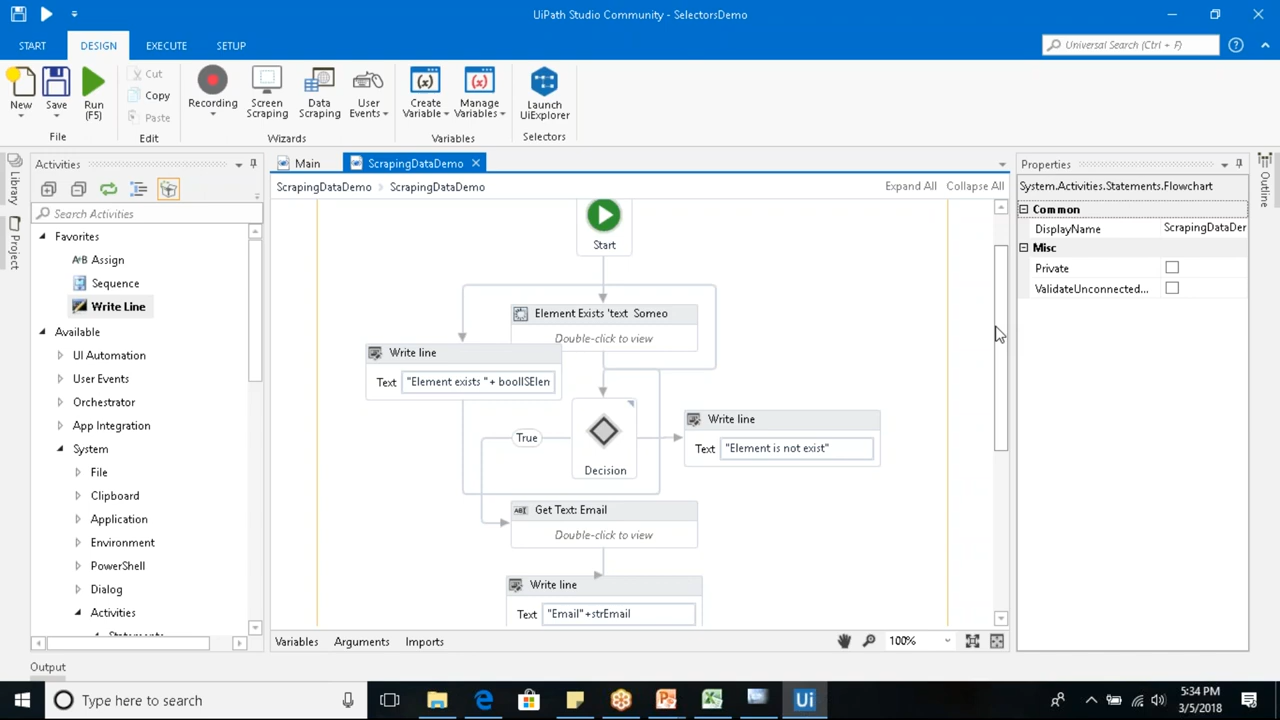 UiPath Studio Community - SelectorsDemo
START DESIGN EXECUTE SETUP
Universal Search (Ctrl + F)
New
Save
Run
(F5)
File
Cut
Copy
Paste
Edit
Recording
Screen
Scraping
Data
Scraping
User
Events
Wizards
Create
Variable
Manage
Variables
Variables
Launch
UiExplorer
Selectors
Library
Project
Activities
Search Activities
Favorites
A+B Assign
Sequence
Write Line
Available
UI Automation
User Events
Orchestrator
App Integration
System
File
Clipboard
Application
Environment
PowerShell
Dialog
Activities
Statements
Main
ScrapingDataDemo
ScrapingDataDemo > ScrapingDataDemo
Expand All Collapse All
Start
Element Exists 'text Someo
Double-click to view
Write line
Text "Element exists "+ boolISElen
True
Decision
Write line
Text "Element is not exist"
Get Text: Email
Double-click to view
Write line
Text "Email"+strEmail
Variables Arguments Imports
100%
Properties
System.Activities.Statements.Flowchart
Common
DisplayName ScrapingDataDer
Misc
Private
ValidateUnconnected...
Outline
Output
Type here to search
Ui
5:34 PM
3/5/2018